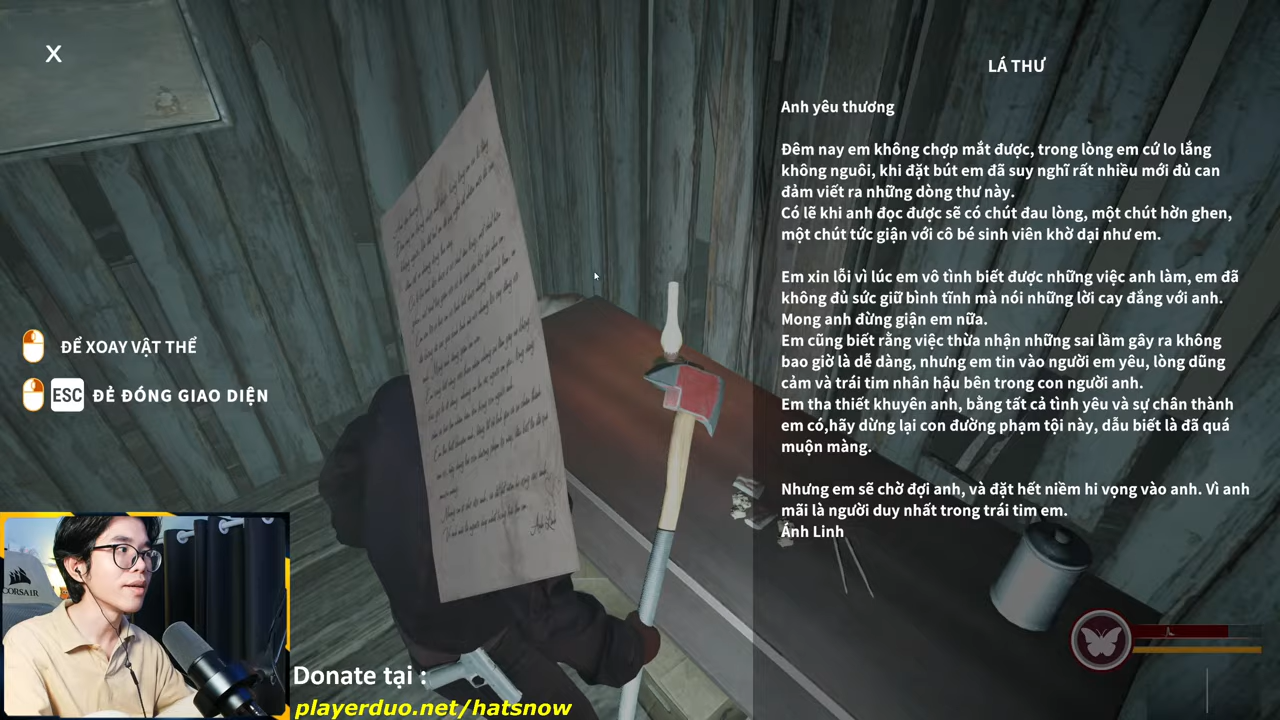 X
LÁ THƯ
Anh yêu thương
Đêm nay em không chợp mắt được, trong lòng em cứ lo lắng
không nguôi, khi đặt bút em đã suy nghĩ rất nhiều mới đủ can
đảm viết ra những dòng thư này.
Có lẽ khi anh đọc được sẽ có chút đau lòng, một chút hờn ghen,
một chút tức giận với cô bé sinh viên khờ dại như em.
Em xin lỗi vì lúc em vô tình biết được những việc anh làm, em đã
không đủ sức giữ bình tĩnh mà nói những lời cay đắng với anh.
Mong anh đừng giận em nữa.
Em cũng biết rằng việc thừa nhận những sai lầm gây ra không
bao giờ là dễ dàng, nhưng em tin vào người em yêu, lòng dũng
cảm và trái tim nhân hậu bên trong con người anh.
Em tha thiết khuyên anh, bằng tất cả tình yêu và sự chân thành
em có,hãy dừng lại con đường phạm tội này, dẫu biết là đã quá
muộn màng.
Nhưng em sẽ chờ đợi anh, và đặt hết niềm hi vọng vào anh. Vì anh
mãi là người duy nhất trong trái tim em.
Ánh Linh
ĐỂ XOAY VẬT THỂ
ESC ĐẺ ĐÓNG GIAO DIỆN
CORSAIR
Donate tại :
playerduo.net/hatsnow